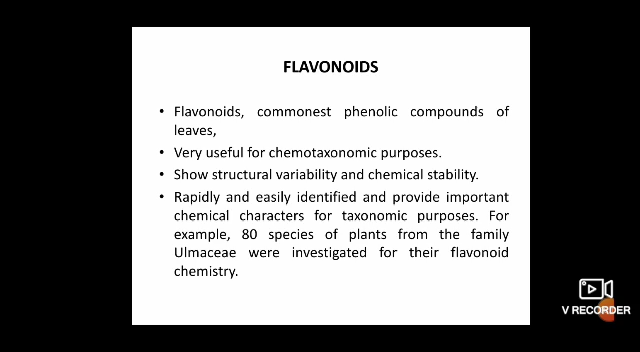 FLAVONOIDS
• Flavonoids, commonest phenolic compounds of
leaves,
• Very useful for chemotaxonomic purposes.
• Show structural variability and chemical stability.
• Rapidly and easily identified and provide important
chemical characters for taxonomic purposes. For
example, 80 species of plants from the family
Ulmaceae were investigated for their flavonoid
chemistry.
V RECORDER